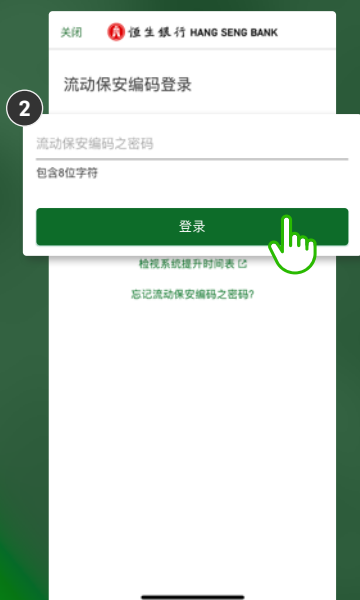 关闭
恒生银行 HANG SENG BANK
流动保安编码登录
2
流动保安编码之密码
包含8位字符
登录
检视系统提升时间表
忘记流动保安编码之密码?